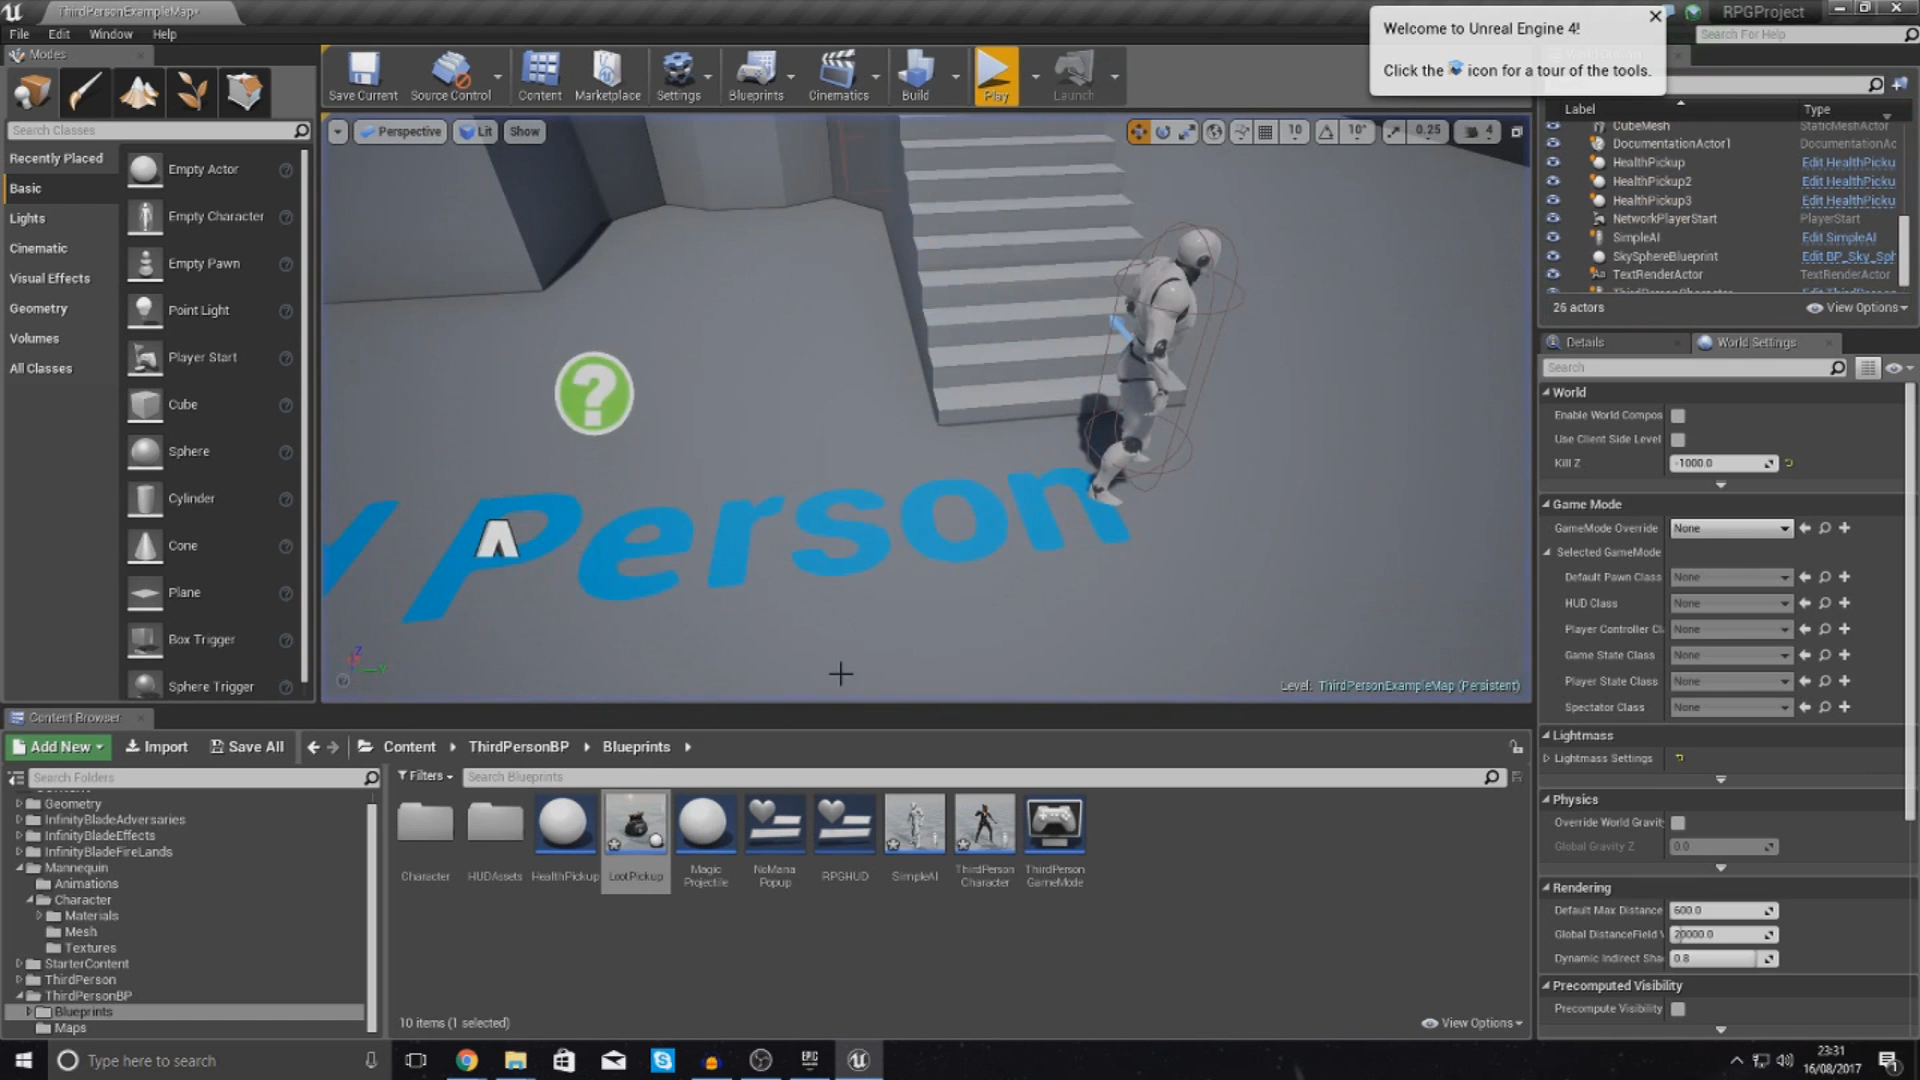 ThirdPersonExampleMap*
RPGProject
File Edit Window Help
Search For Help
Welcome to Unreal Engine 4!
Click the icon for a tour of the tools.
Modes
Save Current
Source Control
Content
Marketplace
Settings
Blueprints
Cinematics
Build
Play
Launch
Search Classes
Recently Placed
Basic
Lights
Cinematic
Visual Effects
Geometry
Volumes
All Classes
Empty Actor
Empty Character
Empty Pawn
Point Light
Player Start
Cube
Sphere
Cylinder
Cone
Plane
Box Trigger
Sphere Trigger
Perspective Lit Show
10 10° 0.25 4
Person
Level: ThirdPersonExampleMap (Persistent)
Label Type
CubeMesh StaticMeshActor
DocumentationActor1 DocumentationAc
HealthPickup Edit HealthPicku
HealthPickup2 Edit HealthPicku
HealthPickup3 Edit HealthPicku
NetworkPlayerStart PlayerStart
SimpleAI Edit SimpleAI
SkySphereBlueprint Edit BP_Sky_Sph
TextRenderActor TextRenderActor
26 actors View Options
Details World Settings
Search
World
Enable World Compos
Use Client Side Level
Kill Z -1000.0
Game Mode
GameMode Override None
Selected GameMode
Default Pawn Class None
HUD Class None
Player Controller Cl None
Game State Class None
Player State Class None
Spectator Class None
Lightmass
Lightmass Settings
Physics
Override World Gravit
Global Gravity Z 0.0
Rendering
Default Max Distance 600.0
Global DistanceField V 20000.0
Dynamic Indirect Sha 0.8
Precomputed Visibility
Precompute Visibility
Content Browser
Add New Import Save All Content ThirdPersonBP Blueprints
Search Folders
Filters Search Blueprints
Geometry
InfinityBladeAdversaries
InfinityBladeEffects
InfinityBladeFireLands
Mannequin
Animations
Character
Materials
Mesh
Textures
StarterContent
ThirdPerson
ThirdPersonBP
Blueprints
Maps
Character
HUDAssets
HealthPickup
LootPickup
Magic
Projectile
NoMana
Popup
RPGHUD
SimpleAI
ThirdPerson
Character
ThirdPerson
GameMode
10 items (1 selected)
View Options
Type here to search
EPIC
23:31
16/08/2017